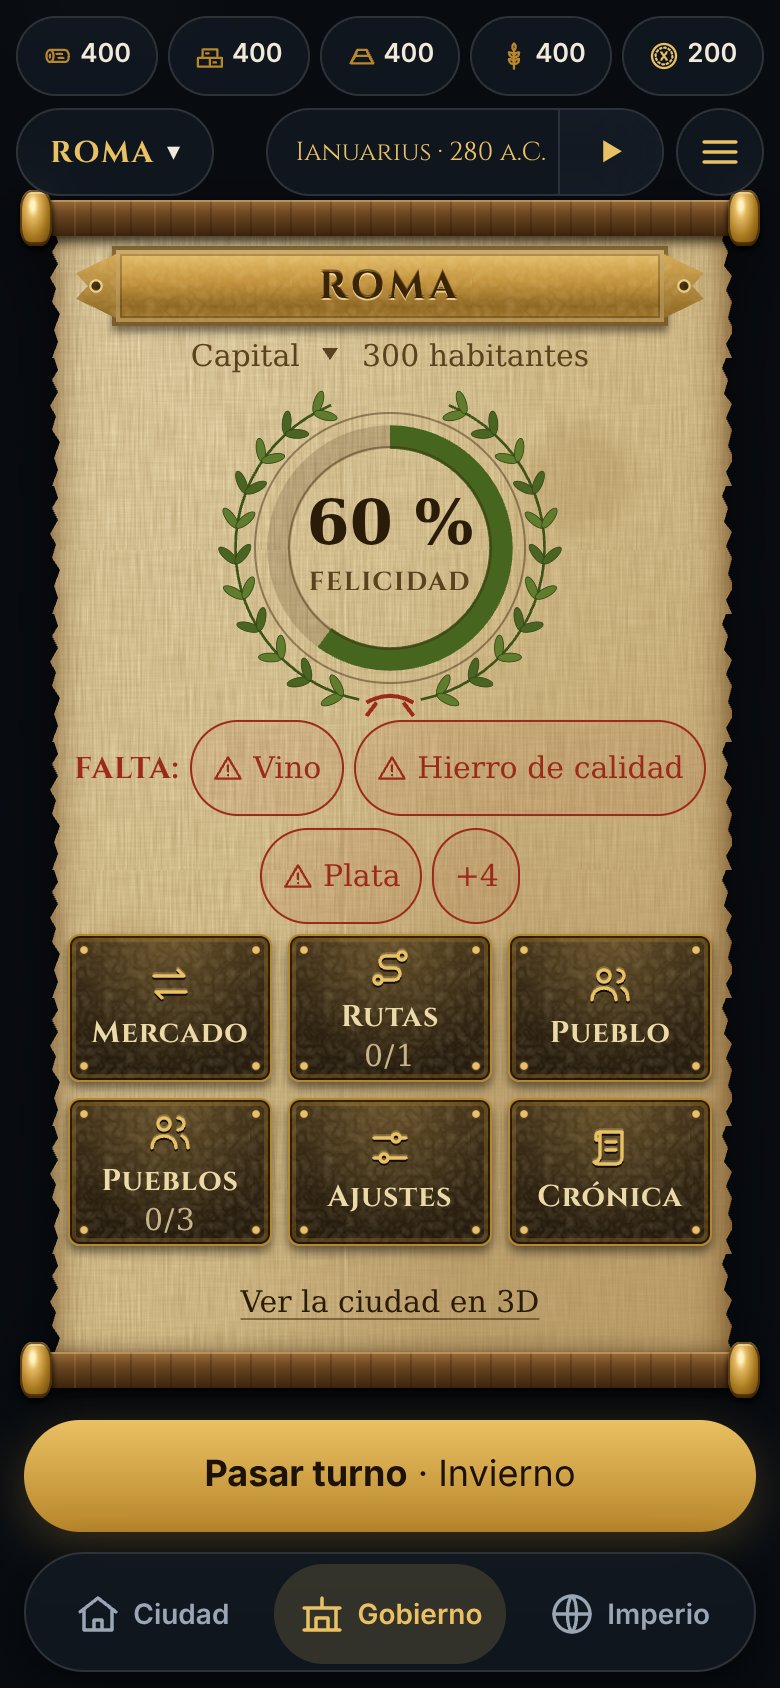 400 400 400 400 200
ROMA ▼ IANUARIUS · 280 A.C.
ROMA
Capital ▼ 300 habitantes
60 %
FELICIDAD
FALTA: Vino Hierro de calidad
Plata +4
MERCADO RUTAS 0/1 PUEBLO
PUEBLOS 0/3 AJUSTES CRÓNICA
Ver la ciudad en 3D
Pasar turno · Invierno
Ciudad Gobierno Imperio